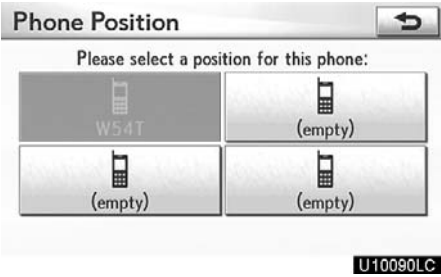 Phone Position
Please select a position for this phone:
W54T
(empty)
(empty)
(empty)
U10090LC